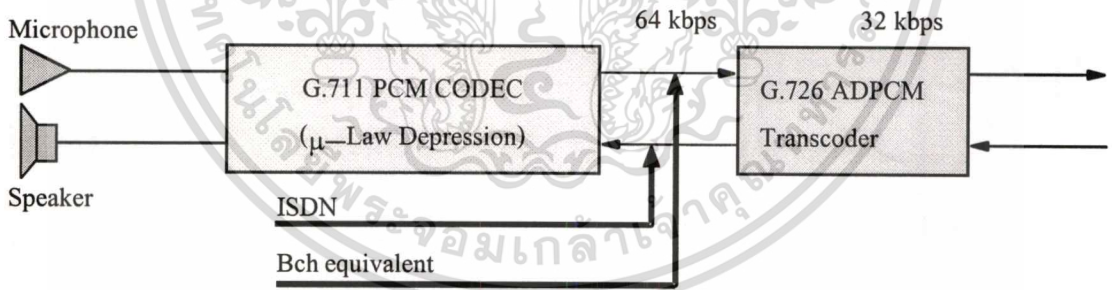 64 kbps
32 kbps
Microphone
G.711 PCM CODEC
(μ—Law Depression)
G.726 ADPCM
Transcoder
Speaker
ISDN
Bch equivalent